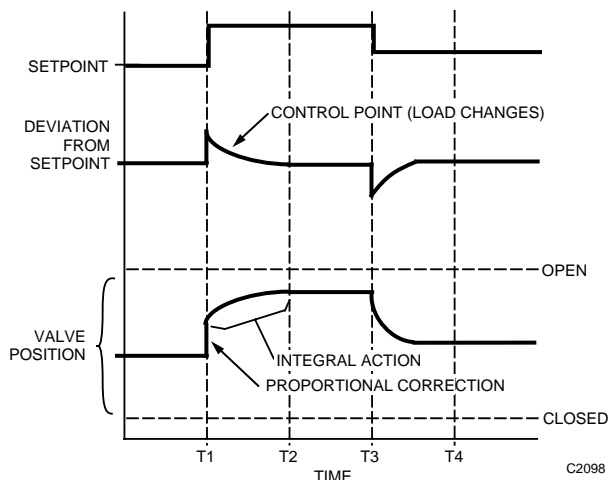 SETPOINT
CONTROL POINT (LOAD CHANGES)
DEVIATION
FROM
SETPOINT
OPEN
VALVE
POSITION
INTEGRAL ACTION
PROPORTIONAL CORRECTION
CLOSED
T1
T2
T3
T4
TIME
C2098